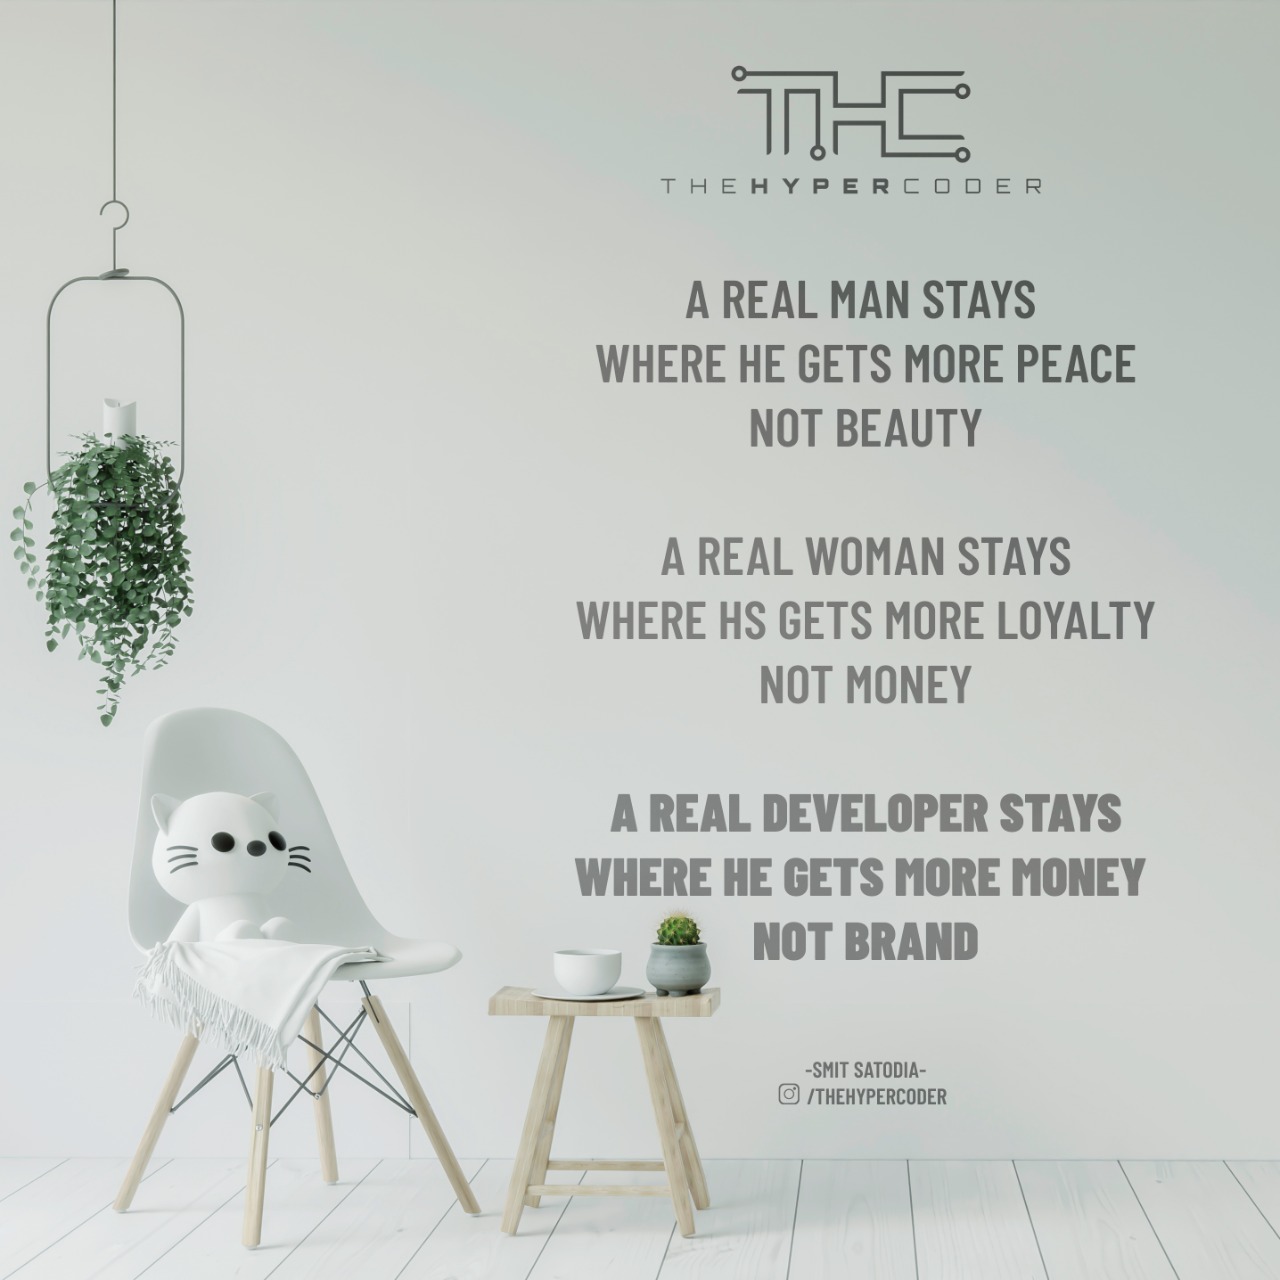 THC
THEHYPERCODER
A REAL MAN STAYS
WHERE HE GETS MORE PEACE
NOT BEAUTY
A REAL WOMAN STAYS
WHERE HS GETS MORE LOYALTY
NOT MONEY
A REAL DEVELOPER STAYS
WHERE HE GETS MORE MONEY
NOT BRAND
-SMIT SATODIA-
/THEHYPERCODER